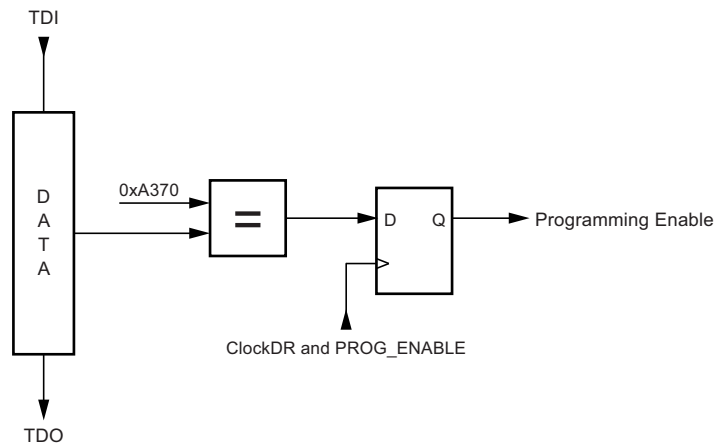 TDI
D
A
T
A
0xA370
=
D Q
Programming Enable
ClockDR and PROG_ENABLE
TDO